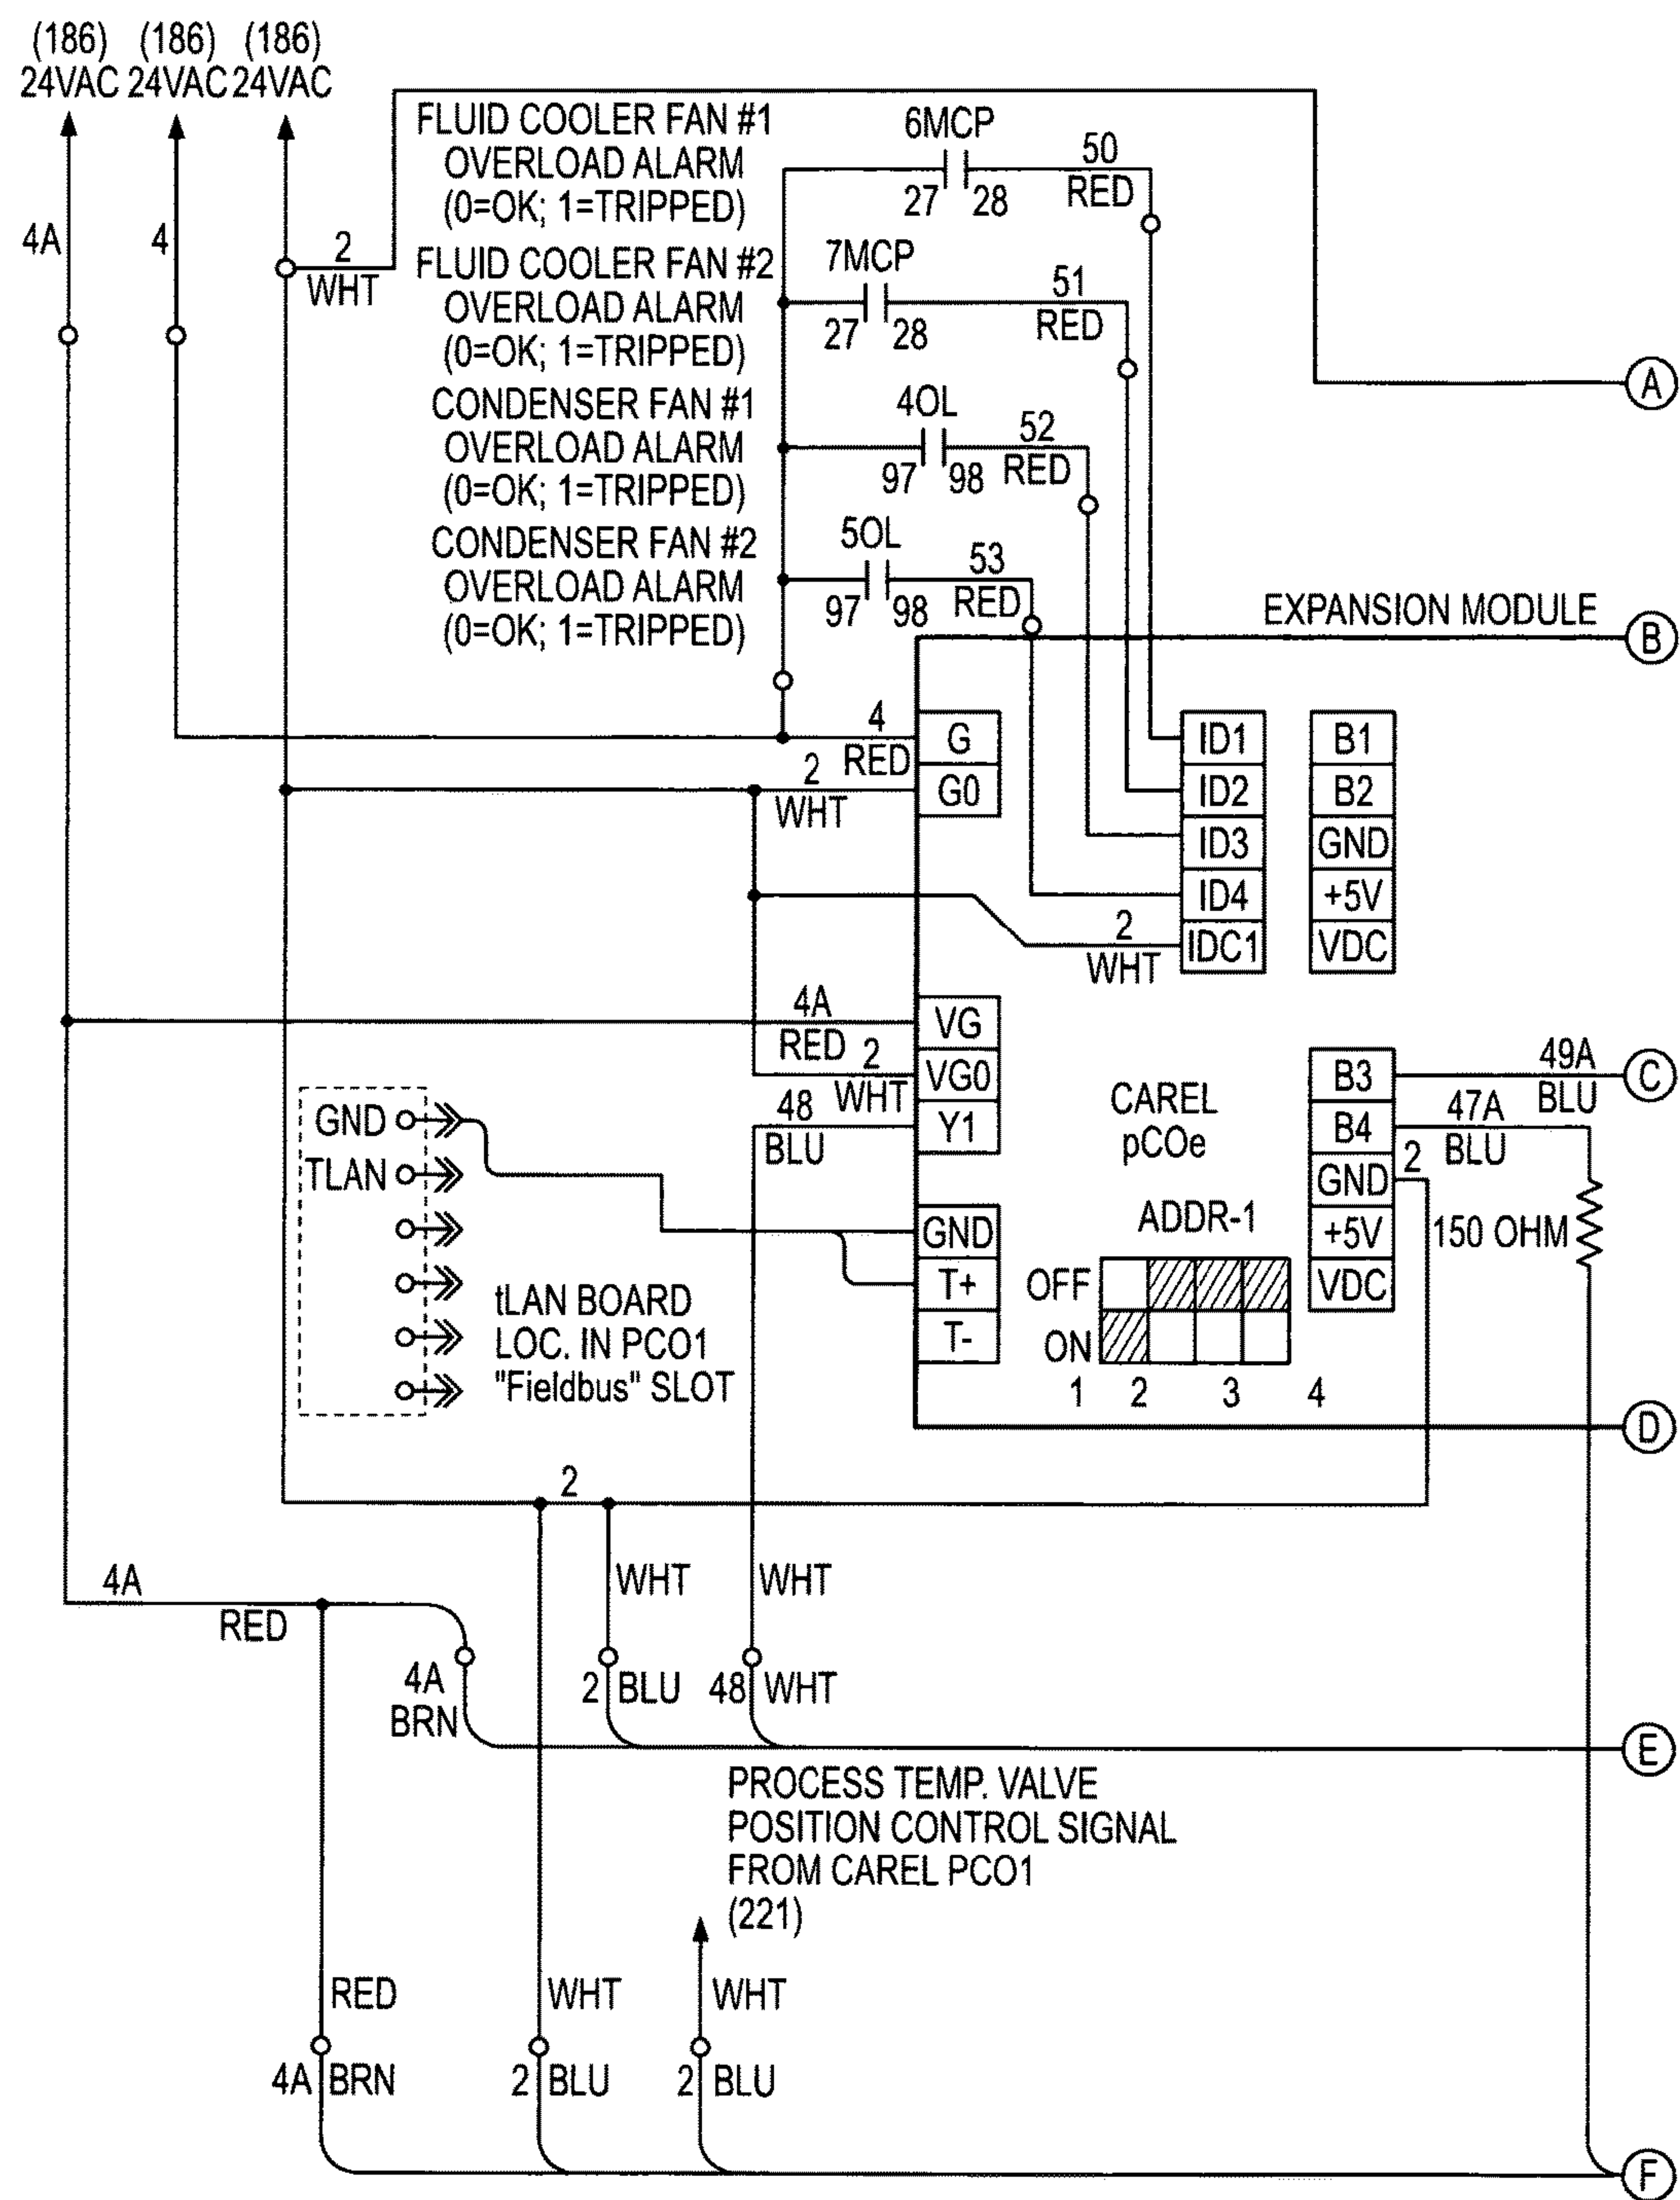 (186) (186) (186)
24VAC 24VAC 24VAC
FLUID COOLER FAN #1
OVERLOAD ALARM
(0=OK; 1=TRIPPED)
6MCP
27 28
50
RED
4A
4
2
WHT
FLUID COOLER FAN #2
OVERLOAD ALARM
(0=OK; 1=TRIPPED)
7MCP
27 28
51
RED
A
CONDENSER FAN #1
OVERLOAD ALARM
(0=OK; 1=TRIPPED)
4OL
97 98
52
RED
CONDENSER FAN #2
OVERLOAD ALARM
(0=OK; 1=TRIPPED)
5OL
97 98
53
RED
EXPANSION MODULE
B
4
RED
2
WHT
G
G0
ID1
ID2
ID3
ID4
IDC1
B1
B2
GND
+5V
VDC
2
WHT
4A
RED
2
WHT
48
BLU
VG
VG0
Y1
CAREL
pCOe
B3
B4
GND
+5V
VDC
49A
BLU
C
47A
BLU
2
150 OHM
GND
TLAN
tLAN BOARD
LOC. IN PCO1
"Fieldbus" SLOT
GND
T+
T-
ADDR-1
OFF
ON
1 2 3 4
D
2
4A
RED
WHT
WHT
4A
BRN
2 BLU
48 WHT
E
PROCESS TEMP. VALVE
POSITION CONTROL SIGNAL
FROM CAREL PCO1
(221)
RED
WHT
WHT
4A BRN
2 BLU
2 BLU
F